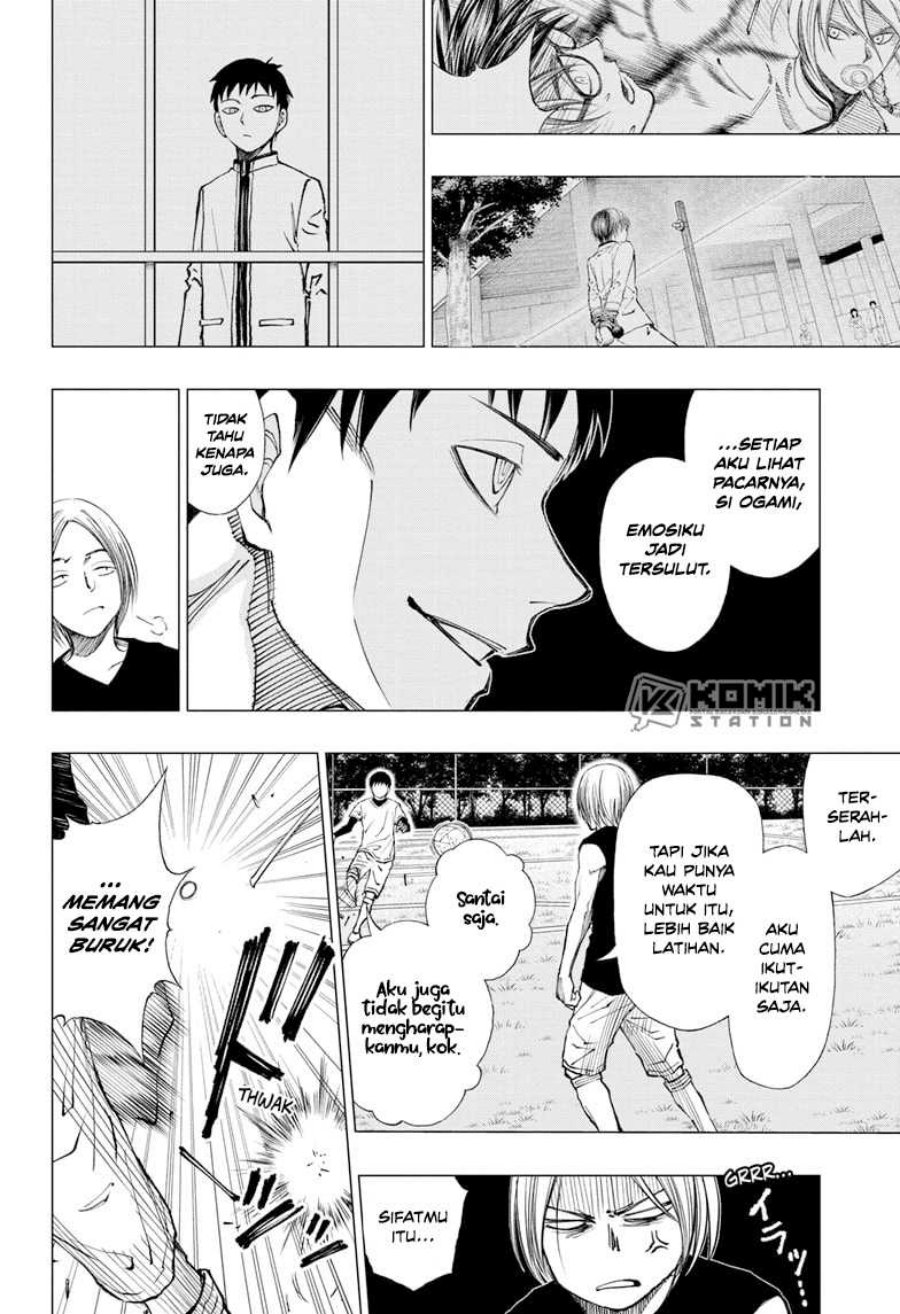 ...SETIAP
AKU LIHAT
PACARNYA,
SI OGAMI,
EMOSIKU
JADI
TERSULUT.
TIDAK
TAHU
KENAPA
JUGA.
KOMIK
STATION
TER-
SERAH-
LAH.
AKU
CUMA
IKUT-
IKUTAN
SAJA.
TAPI JIKA
KAU PUNYA
WAKTU
UNTUK ITU,
LEBIH BAIK
LATIHAN.
Santai
saja.
Aku juga
tidak begitu
mengharap-
kanmu, kok.
GRRR...
イラッ...
SIFATMU
ITU...
...
MEMANG
SANGAT
BURUK!
ドッ
THWAK